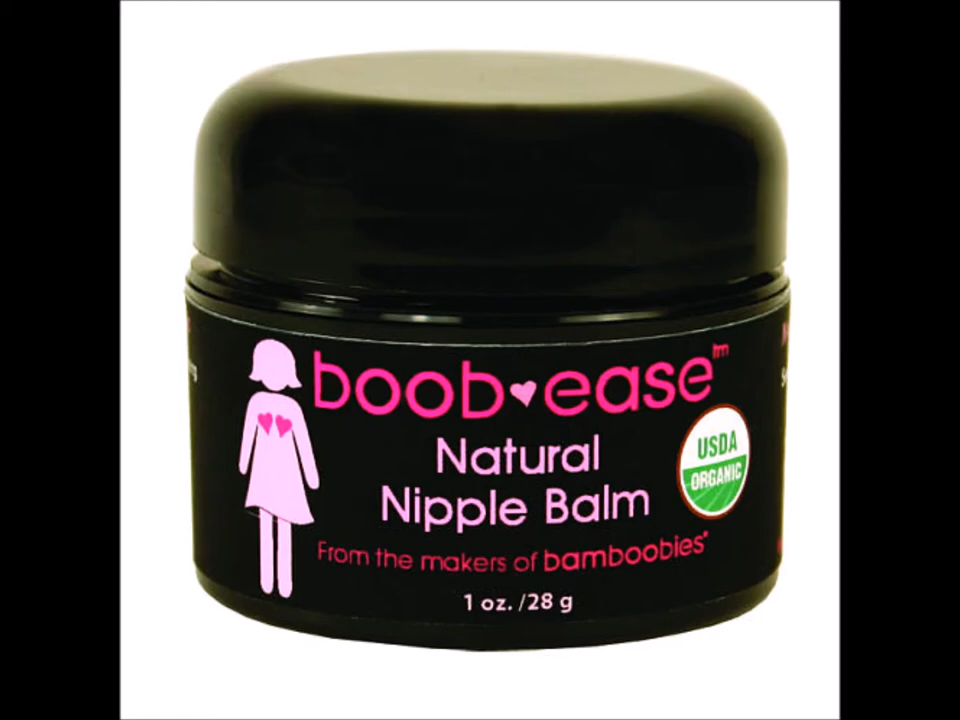 boob ease™
Natural
Nipple Balm
USDA
ORGANIC
From the makers of bamboobies®
1 oz. /28 g